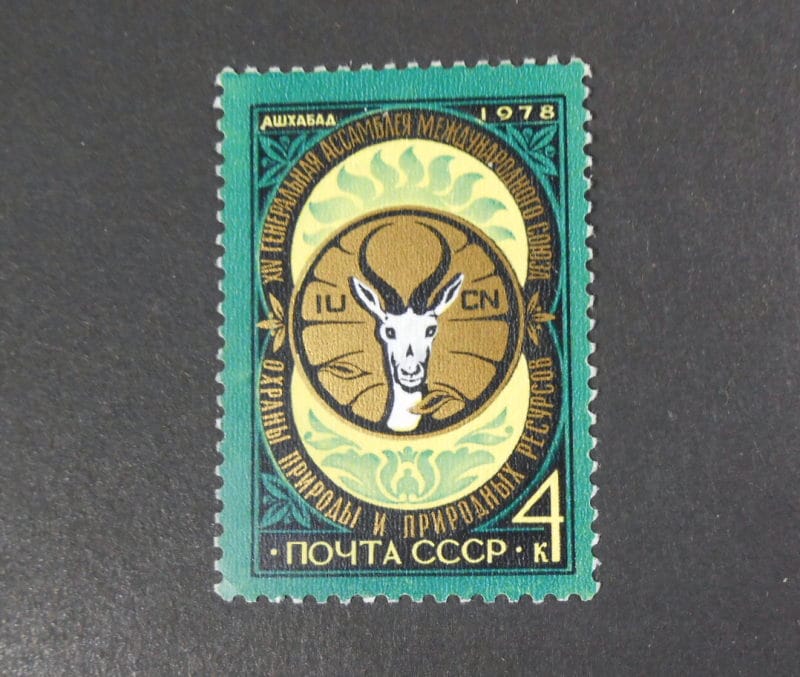 АШХАБАД
1978
XIV ГЕНЕРАЛЬНАЯ АССАМБЛЕЯ МЕЖДУНАРОДНОГО СОЮЗА
IU CN
ОХРАНЫ ПРИРОДЫ И ПРИРОДНЫХ РЕСУРСОВ
4 к
· ПОЧТА СССР ·